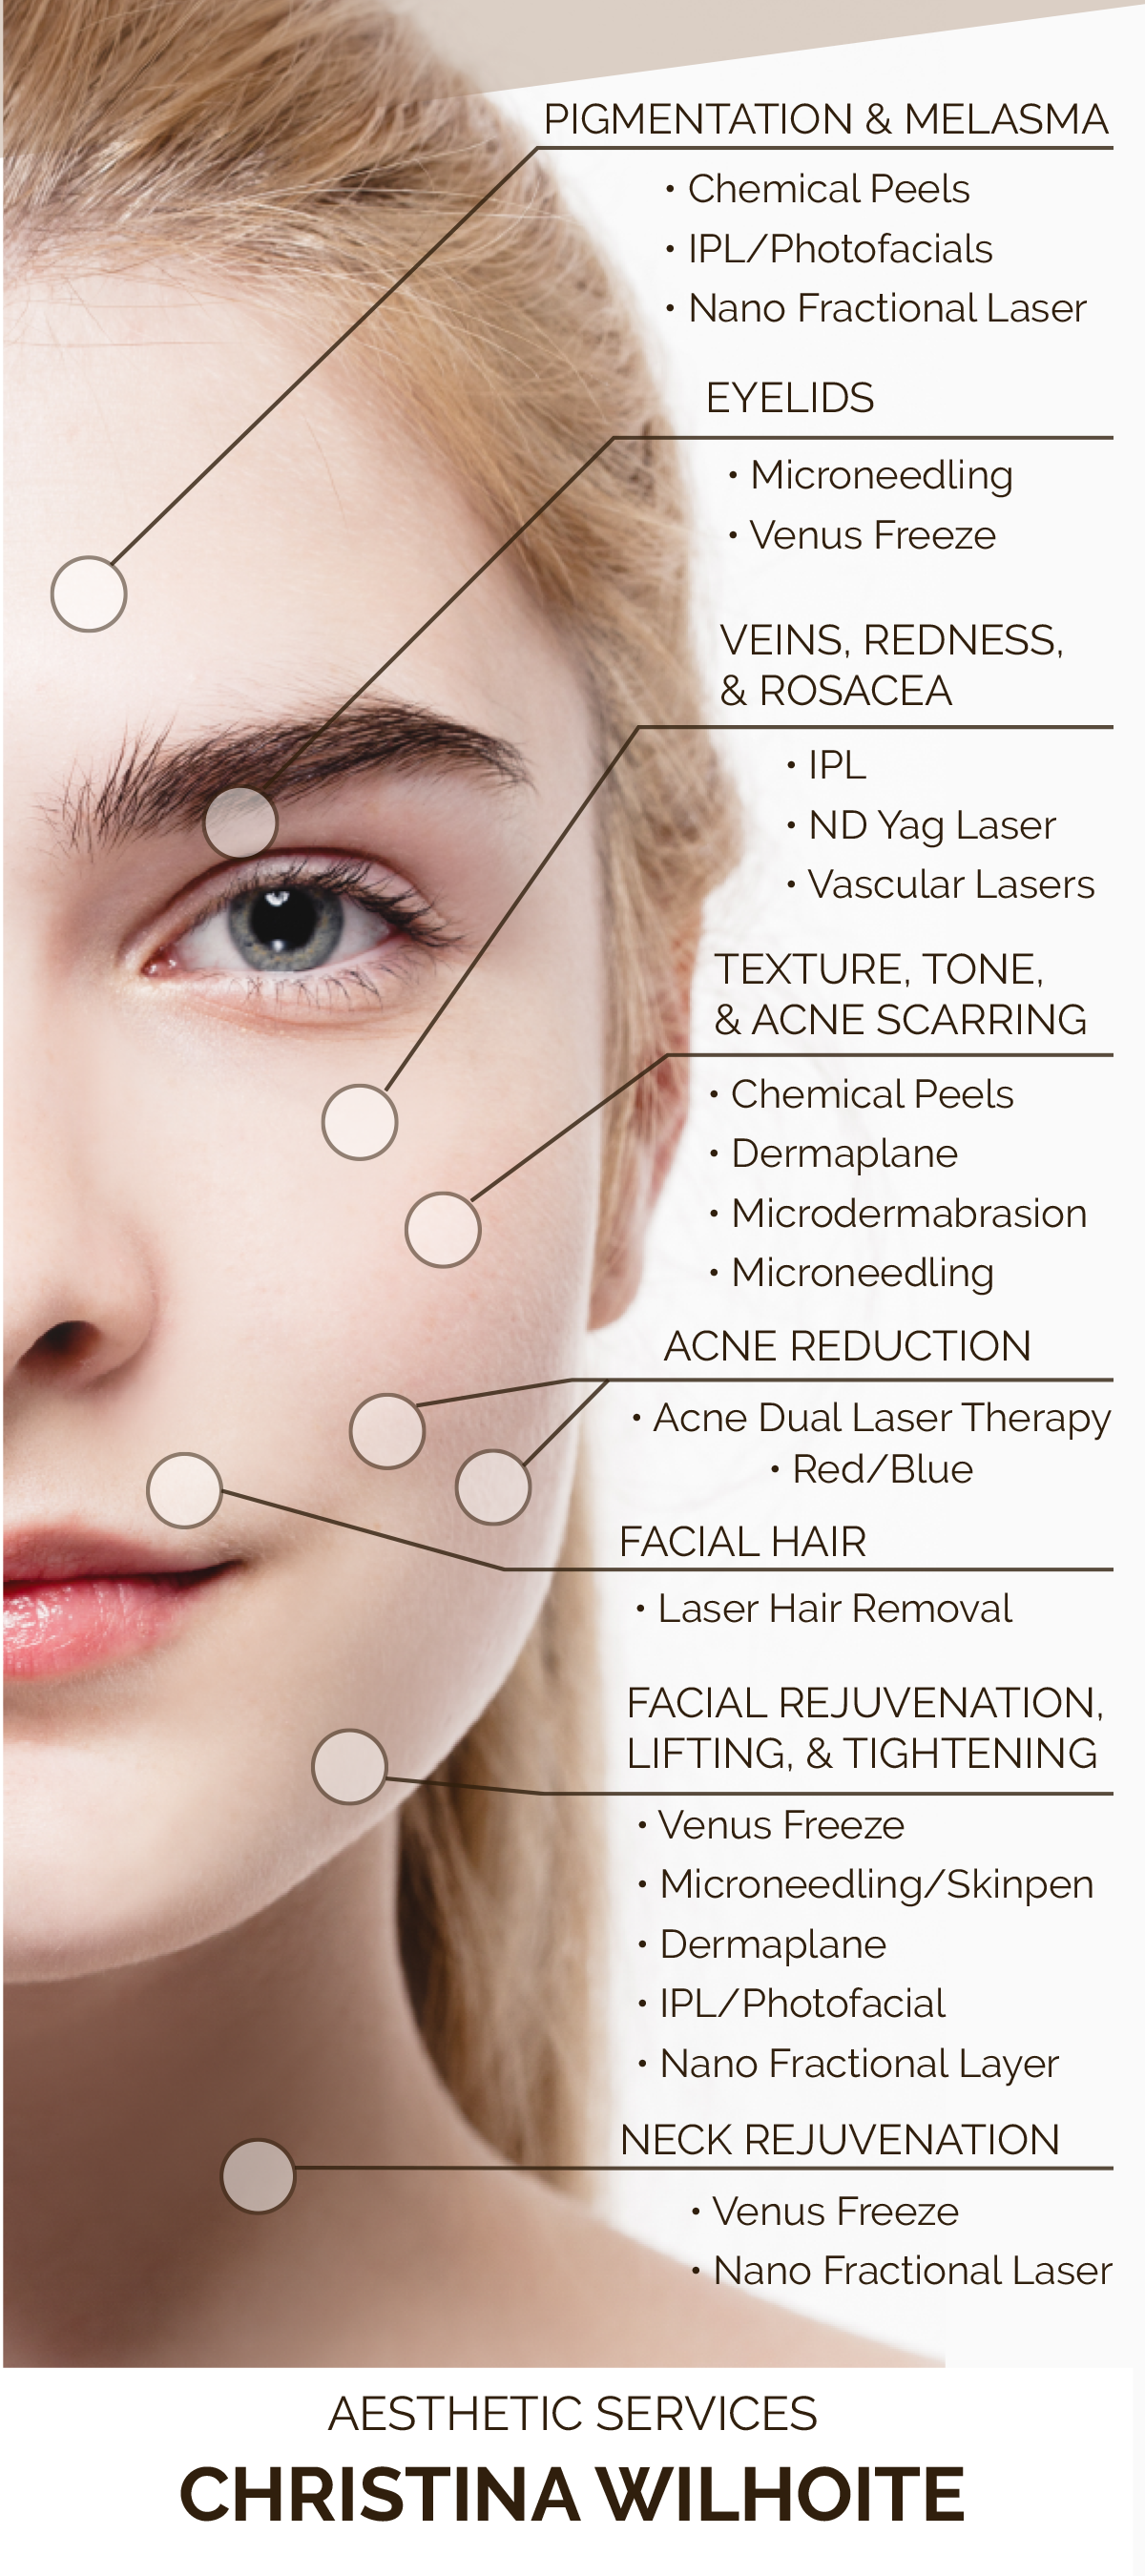 PIGMENTATION & MELASMA
• Chemical Peels
• IPL/Photofacials
• Nano Fractional Laser
EYELIDS
• Microneedling
• Venus Freeze
VEINS, REDNESS,
& ROSACEA
• IPL
• ND Yag Laser
• Vascular Lasers
TEXTURE, TONE,
& ACNE SCARRING
• Chemical Peels
• Dermaplane
• Microdermabrasion
• Microneedling
ACNE REDUCTION
• Acne Dual Laser Therapy
• Red/Blue
FACIAL HAIR
• Laser Hair Removal
FACIAL REJUVENATION,
LIFTING, & TIGHTENING
• Venus Freeze
• Microneedling/Skinpen
• Dermaplane
• IPL/Photofacial
• Nano Fractional Layer
NECK REJUVENATION
• Venus Freeze
• Nano Fractional Laser
AESTHETIC SERVICES
CHRISTINA WILHOITE